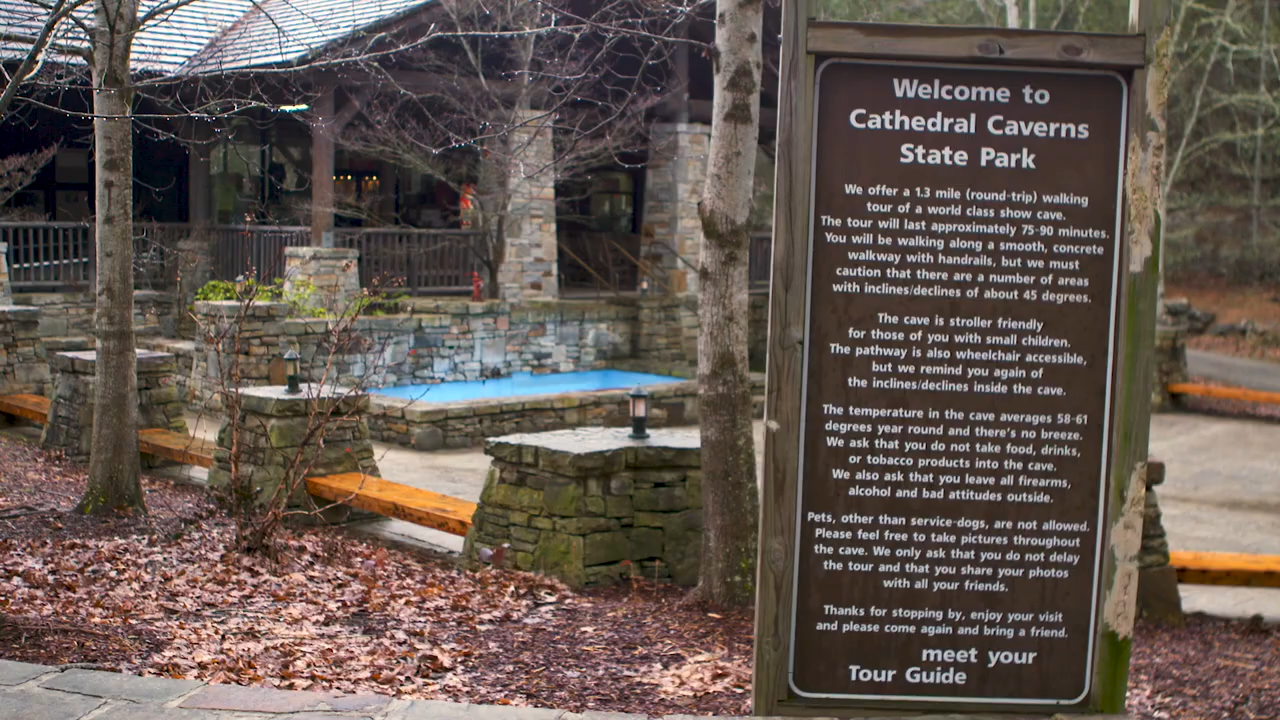 Welcome to
Cathedral Caverns
State Park
We offer a 1.3 mile (round-trip) walking
tour of a world class show cave.
The tour will last approximately 75-90 minutes.
You will be walking along a smooth, concrete
walkway with handrails, but we must
caution that there are a number of areas
with inclines/declines of about 45 degrees.
The cave is stroller friendly
for those of you with small children.
The pathway is also wheelchair accessible,
but we remind you again of
the inclines/declines inside the cave.
The temperature in the cave averages 58-61
degrees year round and there's no breeze.
We ask that you do not take food, drinks,
or tobacco products into the cave.
We also ask that you leave all firearms,
alcohol and bad attitudes outside.
Pets, other than service-dogs, are not allowed.
Please feel free to take pictures throughout
the cave. We only ask that you do not delay
the tour and that you share your photos
with all your friends.
Thanks for stopping by, enjoy your visit
and please come again and bring a friend.
meet your
Tour Guide